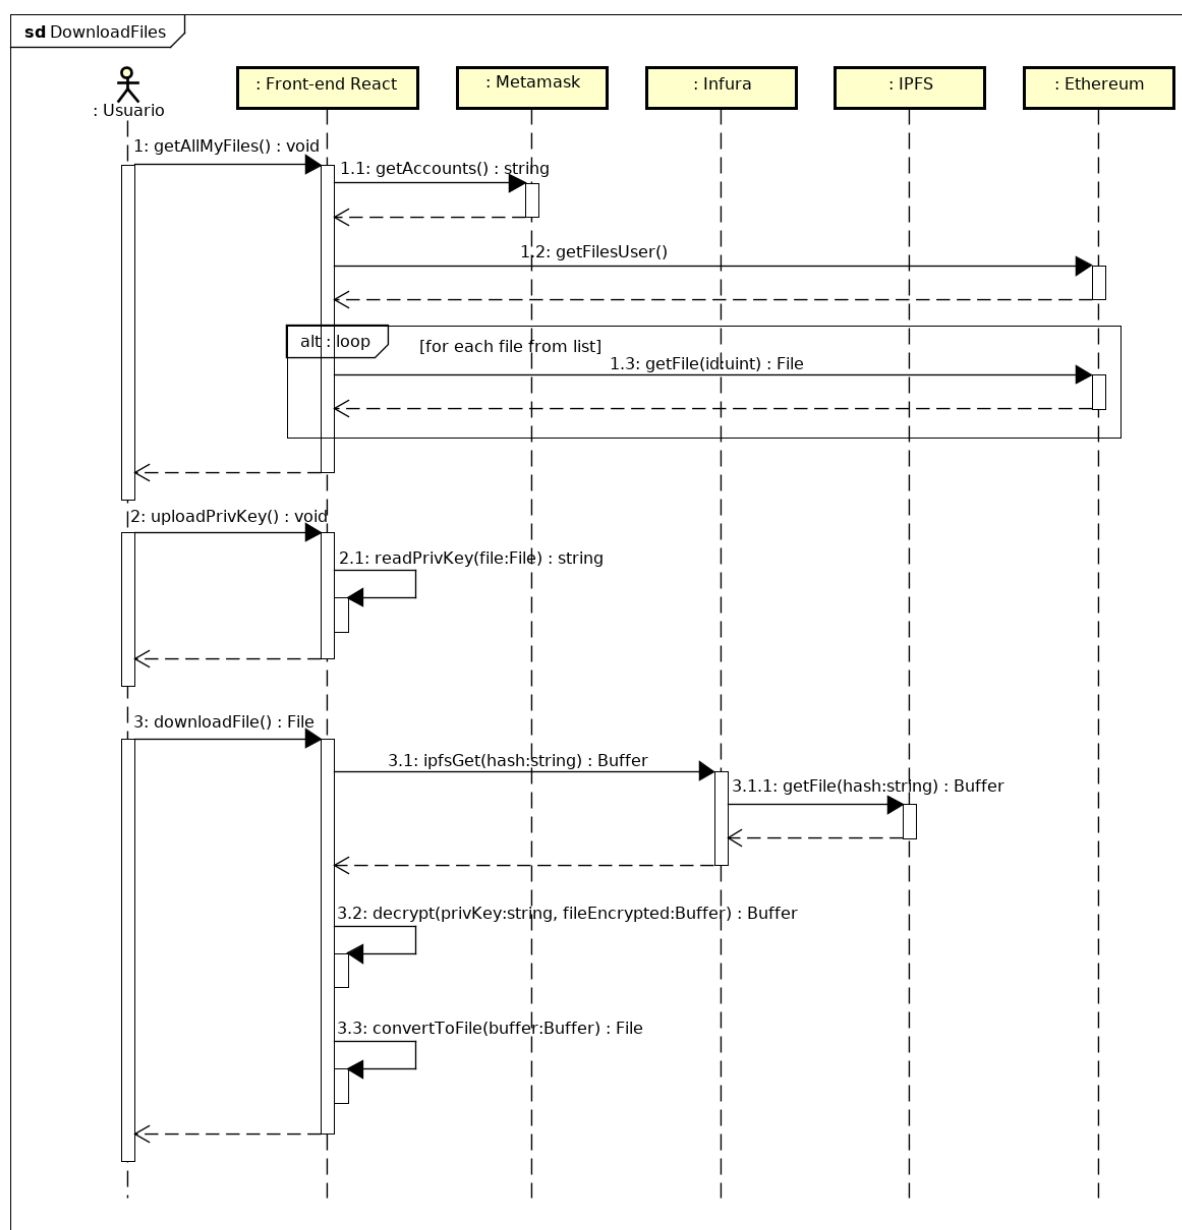 sd DownloadFiles
: Usuario
: Front-end React
: Metamask
: Infura
: IPFS
: Ethereum
1: getAllMyFiles() : void
1.1: getAccounts() : string
1.2: getFilesUser()
alt : loop
[for each file from list]
1.3: getFile(id:uint) : File
2: uploadPrivKey() : void
2.1: readPrivKey(file:File) : string
3: downloadFile() : File
3.1: ipfsGet(hash:string) : Buffer
3.1.1: getFile(hash:string) : Buffer
3.2: decrypt(privKey:string, fileEncrypted:Buffer) : Buffer
3.3: convertToFile(buffer:Buffer) : File